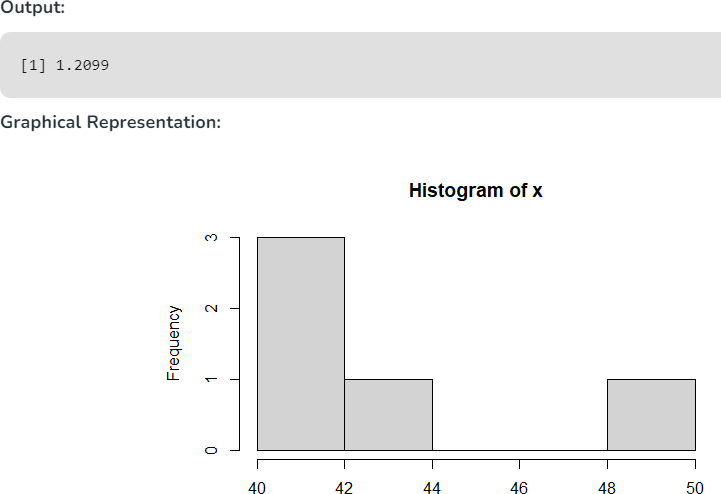 Output:
[1] 1.2099
Graphical Representation:
Histogram of x
Frequency
3
2
1
0
40 42 44 46 48 50